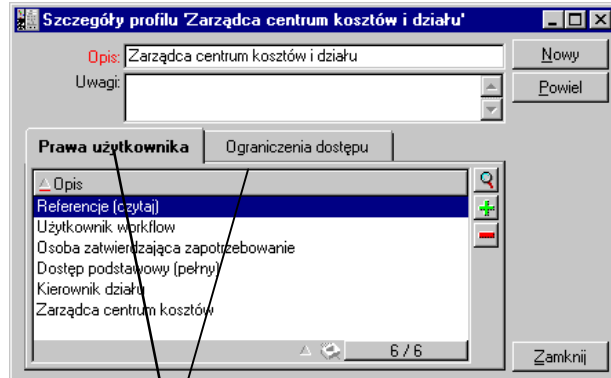 Szczegóły profilu 'Zarządca centrum kosztów i działu'
Opis: Zarządca centrum kosztów i działu
Nowy
Uwagi:
Powiel
Prawa użytkownika
Ograniczenia dostępu
Opis
Referencje (czytaj)
Użytkownik workflow
Osoba zatwierdzająca zapotrzebowanie
Dostęp podstawowy (pełny)
Kierownik działu
Zarządca centrum kosztów
6 / 6
Zamknij